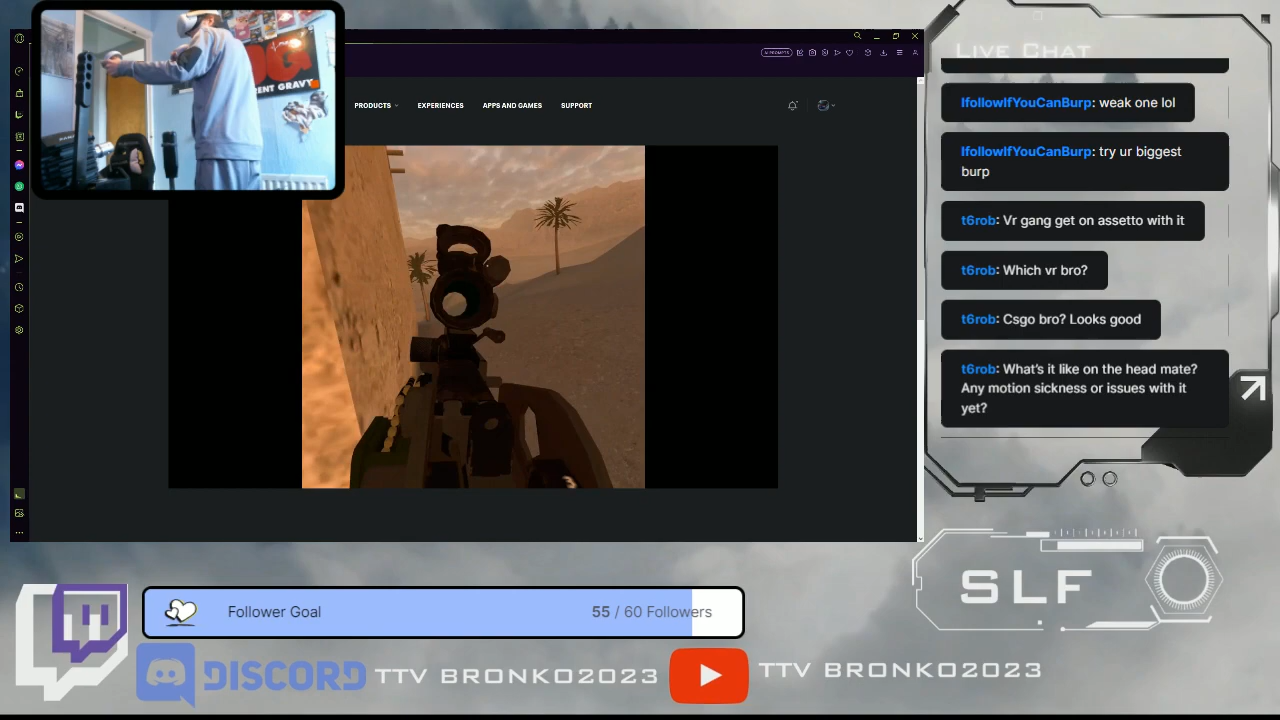 AI PROMPTS
PRODUCTS
EXPERIENCES
APPS AND GAMES
SUPPORT
LIVE CHAT
IfollowIfYouCanBurp: weak one lol
IfollowIfYouCanBurp: try ur biggest
burp
t6rob: Vr gang get on assetto with it
t6rob: Which vr bro?
t6rob: Csgo bro? Looks good
t6rob: What's it like on the head mate?
Any motion sickness or issues with it
yet?
SLF
Follower Goal
55 / 60 Followers
DISCORD
TTV BRONKO2023
TTV BRONKO2023